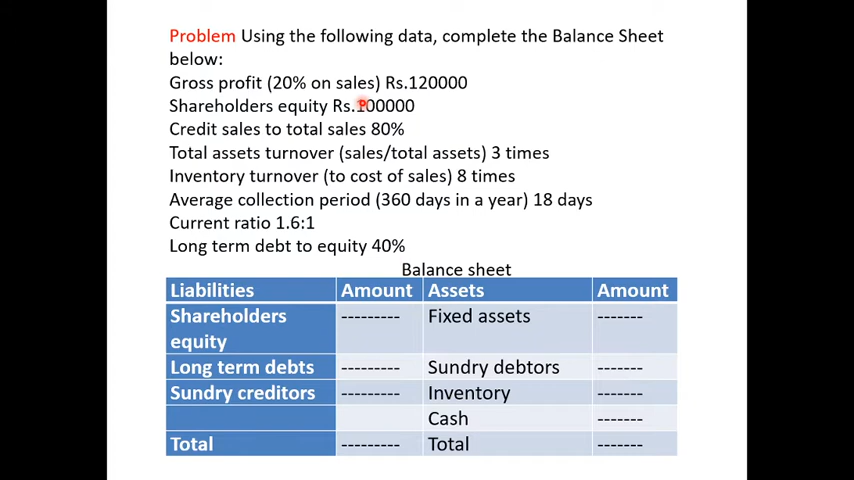 Problem Using the following data, complete the Balance Sheet
below:
Gross profit (20% on sales) Rs.120000
Shareholders equity Rs.100000
Credit sales to total sales 80%
Total assets turnover (sales/total assets) 3 times
Inventory turnover (to cost of sales) 8 times
Average collection period (360 days in a year) 18 days
Current ratio 1.6:1
Long term debt to equity 40%
Balance sheet
Liabilities Amount Assets Amount
Shareholders equity --------- Fixed assets -------
Long term debts --------- Sundry debtors -------
Sundry creditors --------- Inventory -------
Cash -------
Total --------- Total -------